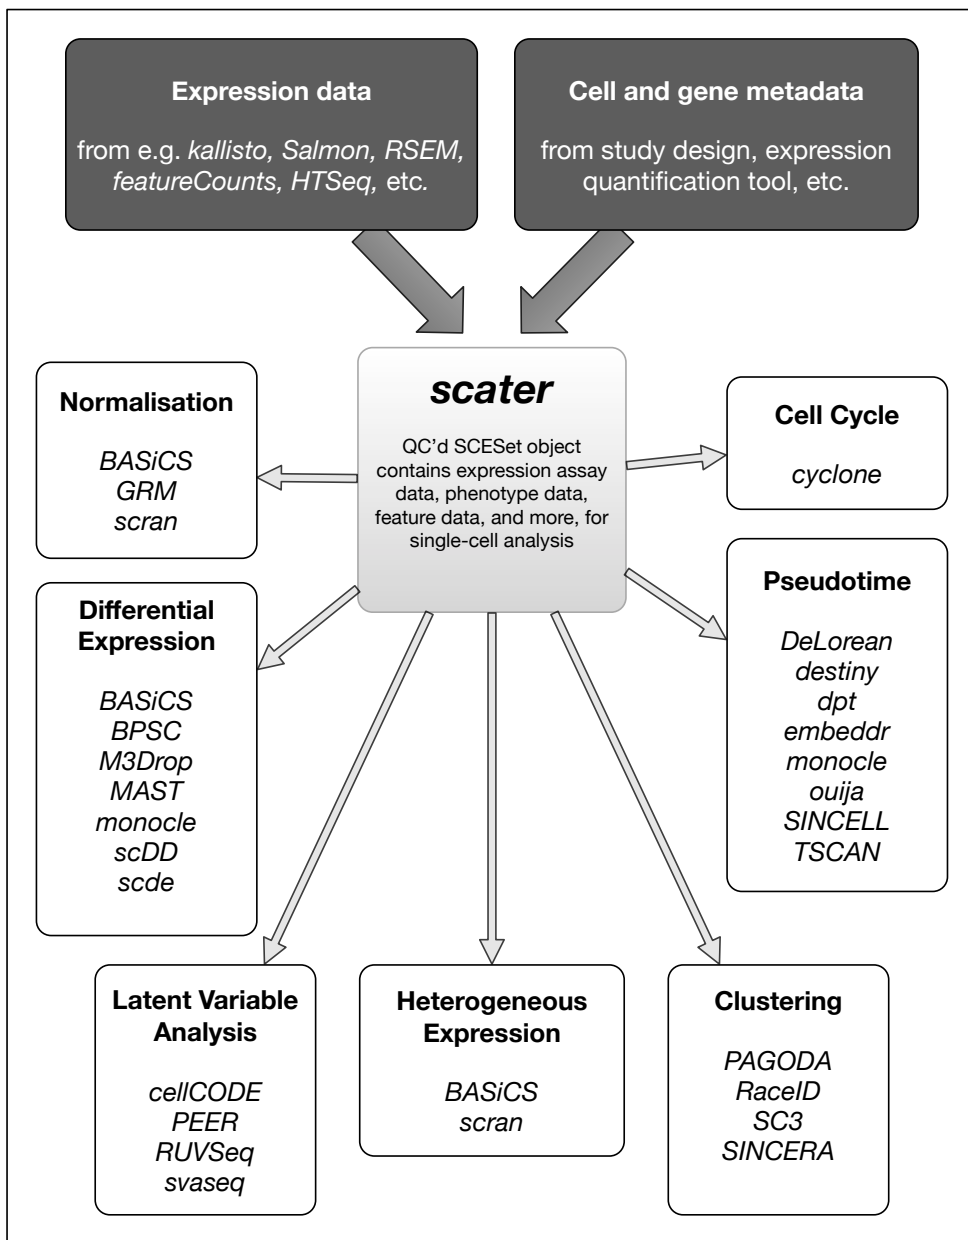 Expression data
from e.g. kallisto, Salmon, RSEM,
featureCounts, HTSeq, etc.
Cell and gene metadata
from study design, expression
quantification tool, etc.
scater
QC'd SCESet object
contains expression assay
data, phenotype data,
feature data, and more, for
single-cell analysis
Normalisation
BASiCS
GRM
scran
Cell Cycle
cyclone
Differential
Expression
BASiCS
BPSC
M3Drop
MAST
monocle
scDD
scde
Pseudotime
DeLorean
destiny
dpt
embeddr
monocle
ouija
SINCELL
TSCAN
Latent Variable
Analysis
cellCODE
PEER
RUVSeq
svaseq
Heterogeneous
Expression
BASiCS
scran
Clustering
PAGODA
RaceID
SC3
SINCERA